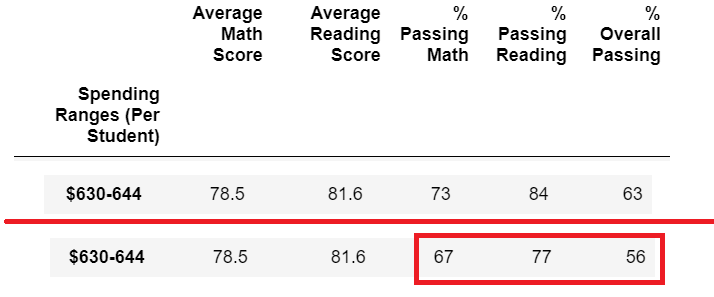 Average Math Score Average Reading Score % Passing Math % Passing Reading % Overall Passing
Spending Ranges (Per Student)
$630-644 78.5 81.6 73 84 63
$630-644 78.5 81.6 67 77 56